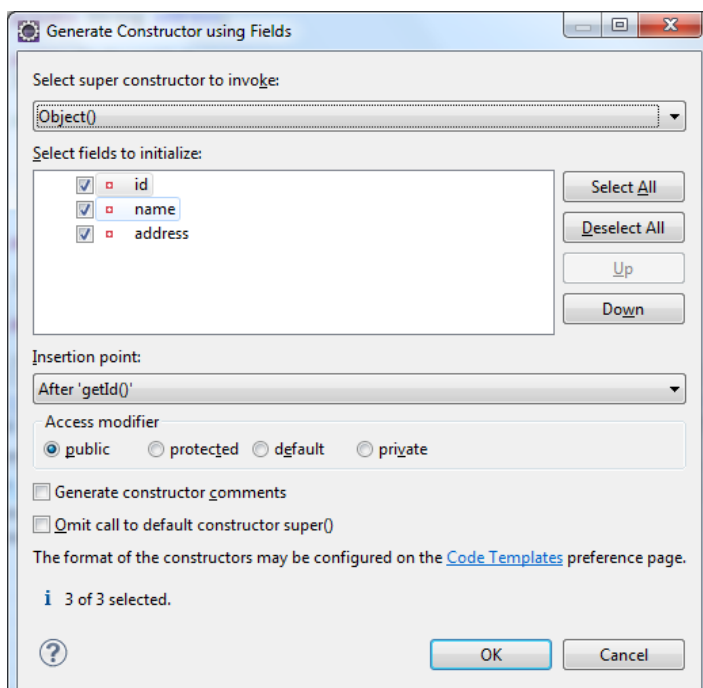 Generate Constructor using Fields
Select super constructor to invoke:
Object()
Select fields to initialize:
id
name
address
Select All
Deselect All
Up
Down
Insertion point:
After 'getId()'
Access modifier
public protected default private
Generate constructor comments
Omit call to default constructor super()
The format of the constructors may be configured on the Code Templates preference page.
i 3 of 3 selected.
? OK Cancel